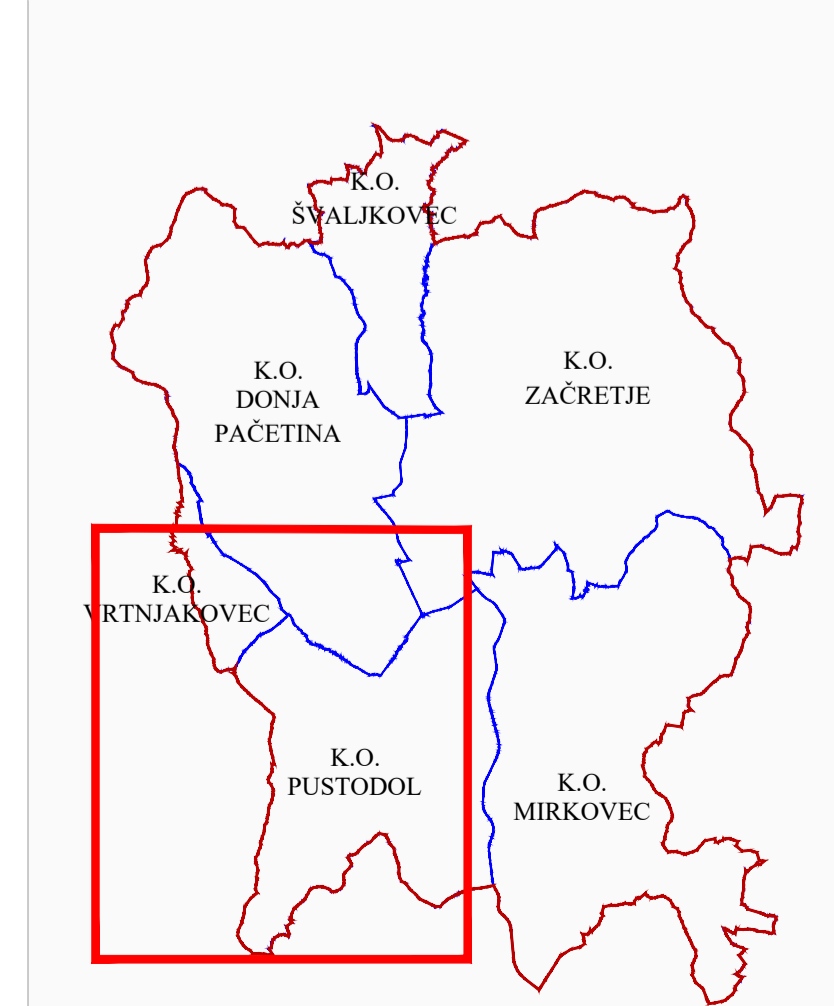 K.O.
ŠVALJKOVEC
K.O.
DONJA
PAČETINA
K.O.
ZAČRETJE
K.O.
VRTNJAKOVEC
K.O.
PUSTODOL
K.O.
MIRKOVEC